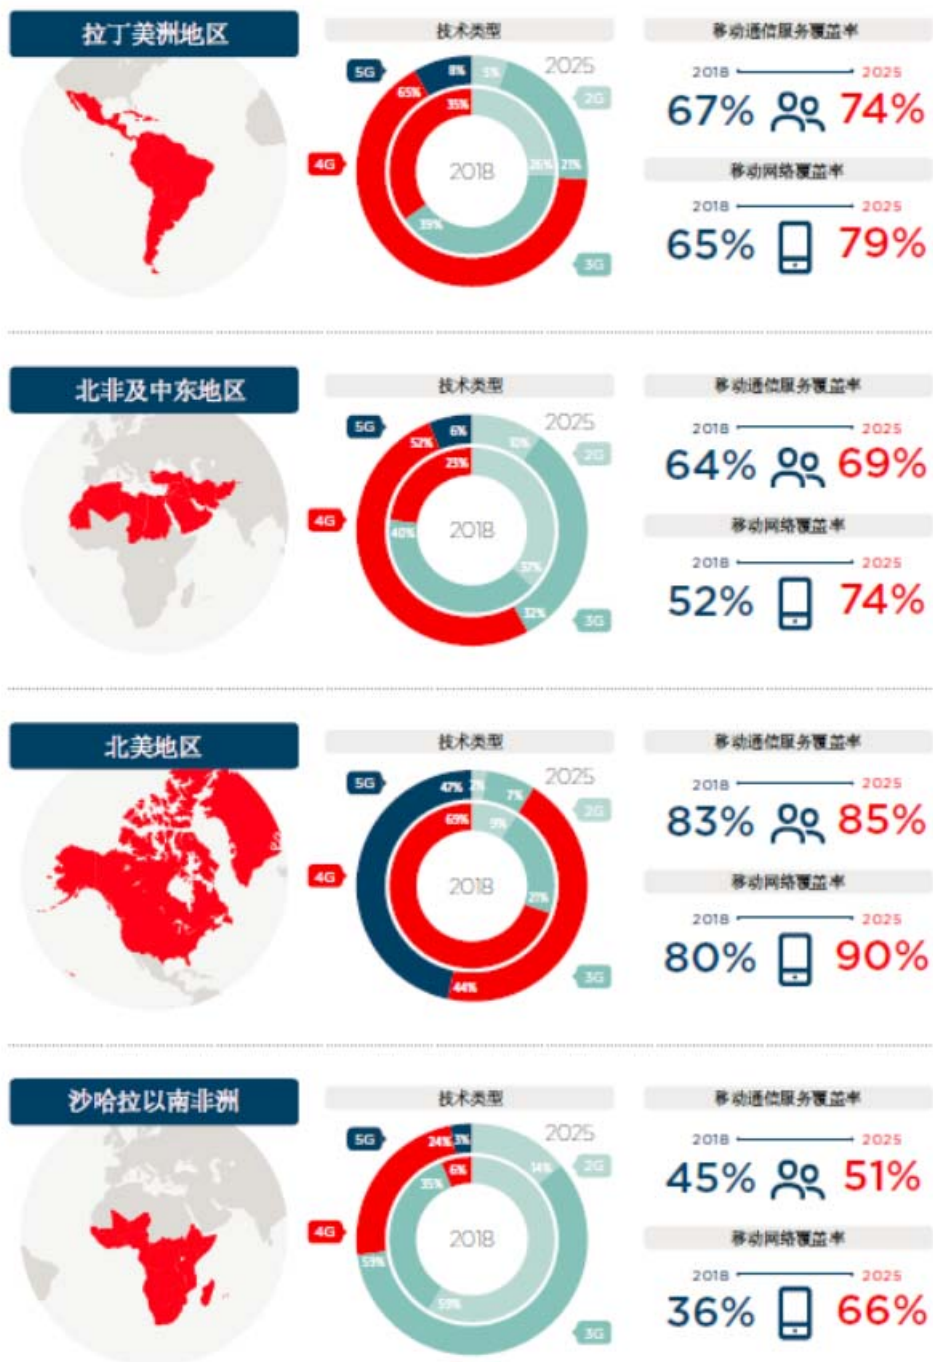 拉丁美洲地区
技术类型
移动通信服务覆盖率
5G
8%
5%
2025
2G
65%
35%
4G
2018
26%
21%
39%
3G
2018
2025
67%
74%
移动网络覆盖率
2018
2025
65%
79%
北非及中东地区
技术类型
移动通信服务覆盖率
5G
52%
6%
10%
2025
2G
23%
4G
2018
40%
37%
32%
3G
2018
2025
64%
69%
移动网络覆盖率
2018
2025
52%
74%
北美地区
技术类型
移动通信服务覆盖率
5G
47%
2%
7%
2025
2G
69%
9%
4G
2018
21%
44%
3G
2018
2025
83%
85%
移动网络覆盖率
2018
2025
80%
90%
沙哈拉以南非洲
技术类型
移动通信服务覆盖率
5G
24%
3%
2025
14%
2G
35%
6%
4G
2018
59%
59%
3G
2018
2025
45%
51%
移动网络覆盖率
2018
2025
36%
66%